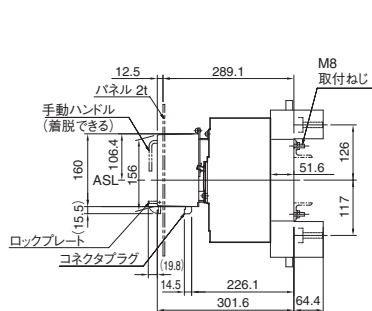 12.5
289.1
M8
取付ねじ
パネル 2t
手動ハンドル
(着脱できる)
160
106.4
156
ASL
51.6
126
117
(15.5)
ロックプレート
コネクタプラグ
(19.8)
14.5
226.1
301.6
64.4